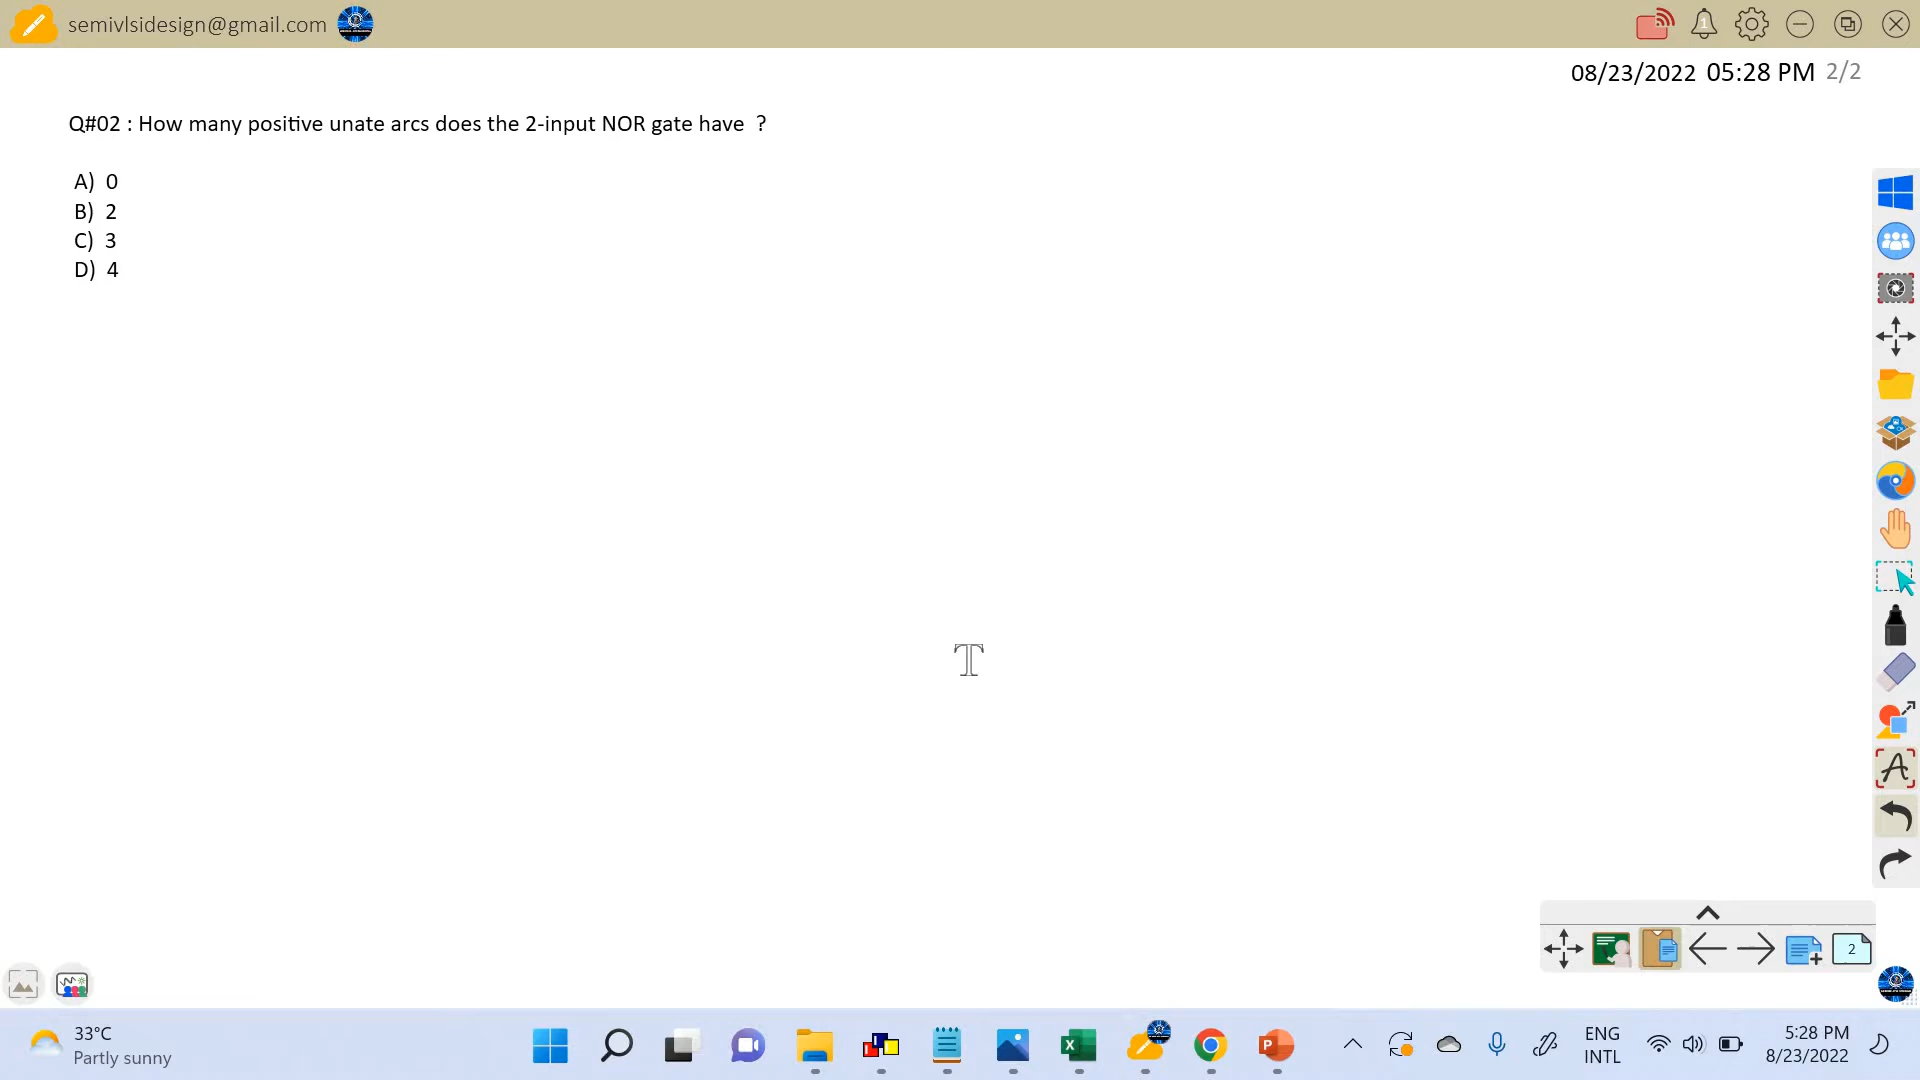 semivlsidesign@gmail.com
08/23/2022 05:28 PM 2/2
Q#02 : How many positive unate arcs does the 2-input NOR gate have ?
A) 0
B) 2
C) 3
D) 4
2
33°C
Partly sunny
ENG
INTL
5:28 PM
8/23/2022